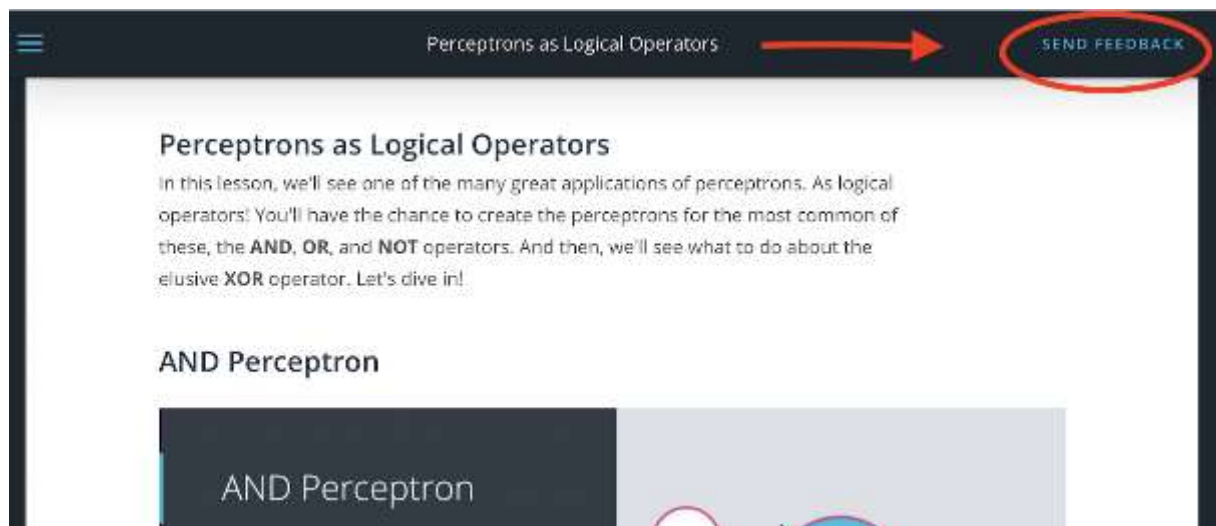 Perceptrons as Logical Operators
SEND FEEDBACK
Perceptrons as Logical Operators
In this lesson, we'll see one of the many great applications of perceptrons. As logical
operators! You'll have the chance to create the perceptrons for the most common of
these, the AND, OR, and NOT operators. And then, we'll see what to do about the
elusive XOR operator. Let's dive in!
AND Perceptron
AND Perceptron